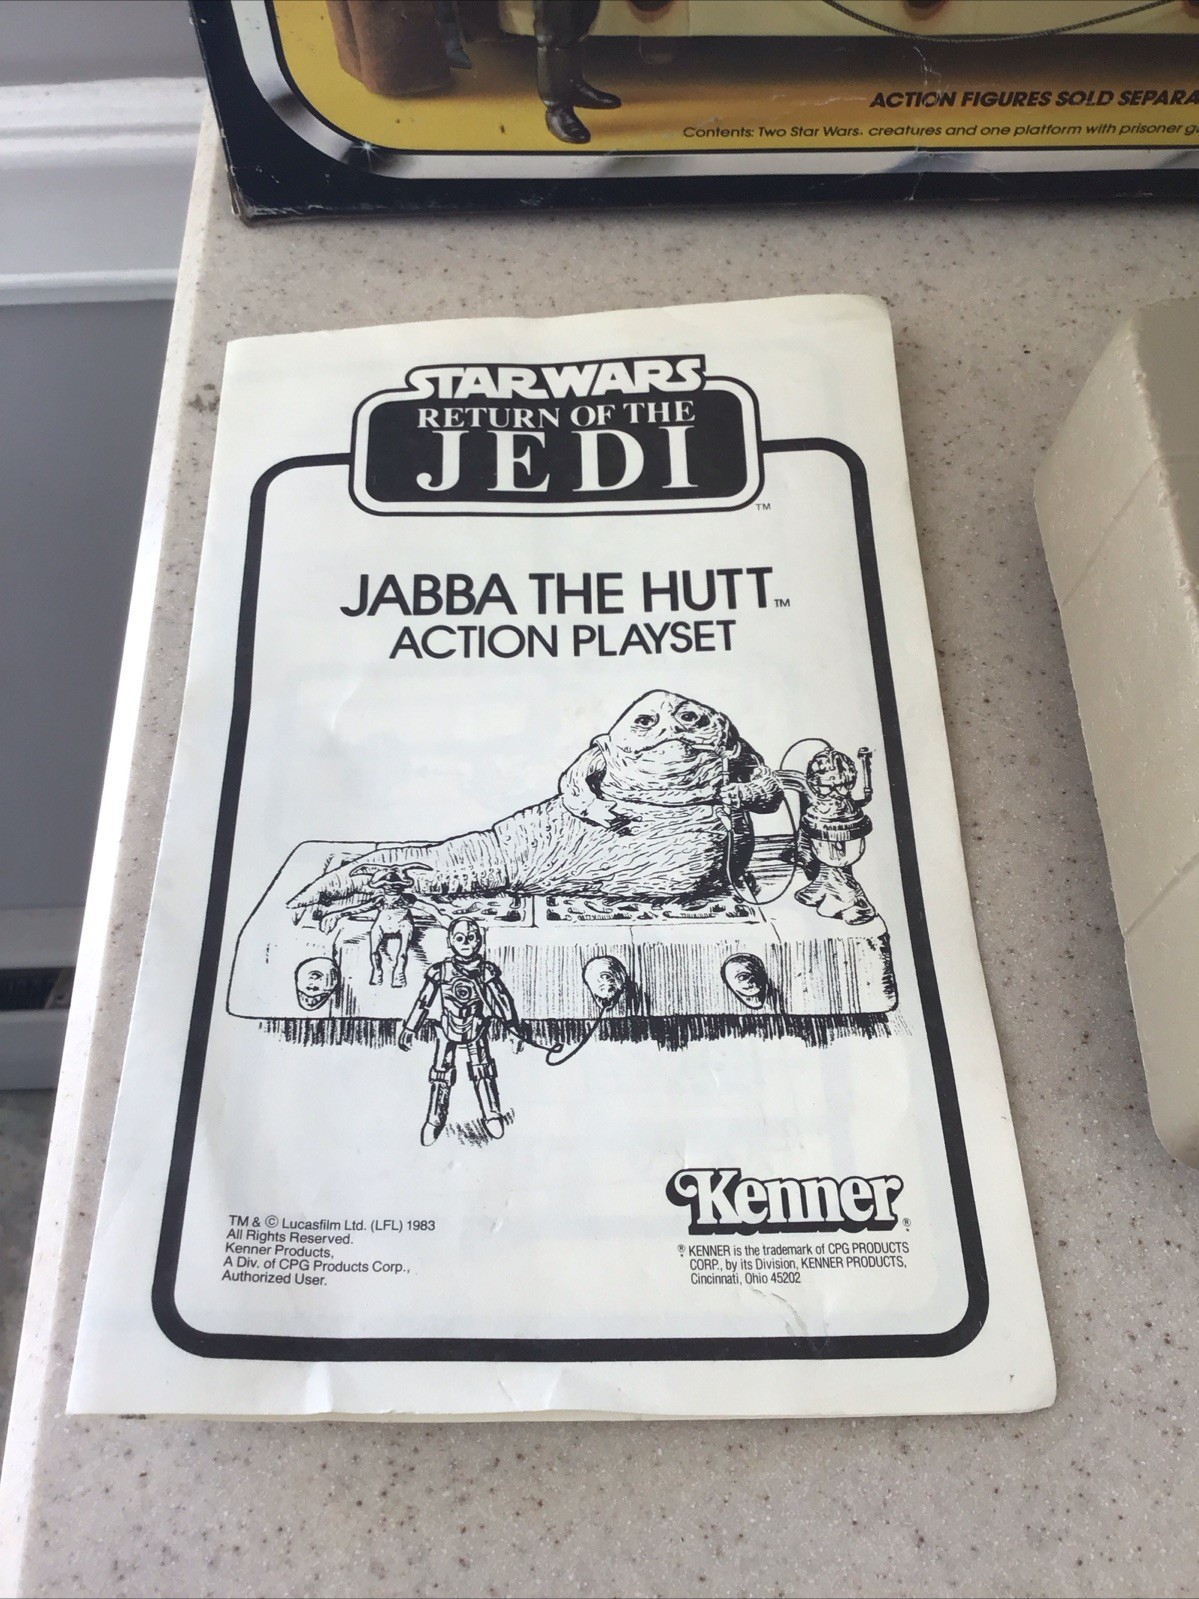 ACTION FIGURES SOLD
Contents: Two Star Wars. creatures and one platform with prisoner
STAR WARS
RETURN OF THE
JEDI
TM
JABBA THE HUTT TM
ACTION PLAYSET
Kenner ®
TM & © Lucasfilm Ltd. (LFL) 1983
All Rights Reserved.
Kenner Products,
A Div. of CPG Products Corp.,
Authorized User.
® KENNER is the trademark of CPG PRODUCTS
CORP., by its Division, KENNER PRODUCTS,
Cincinnati, Ohio 45202